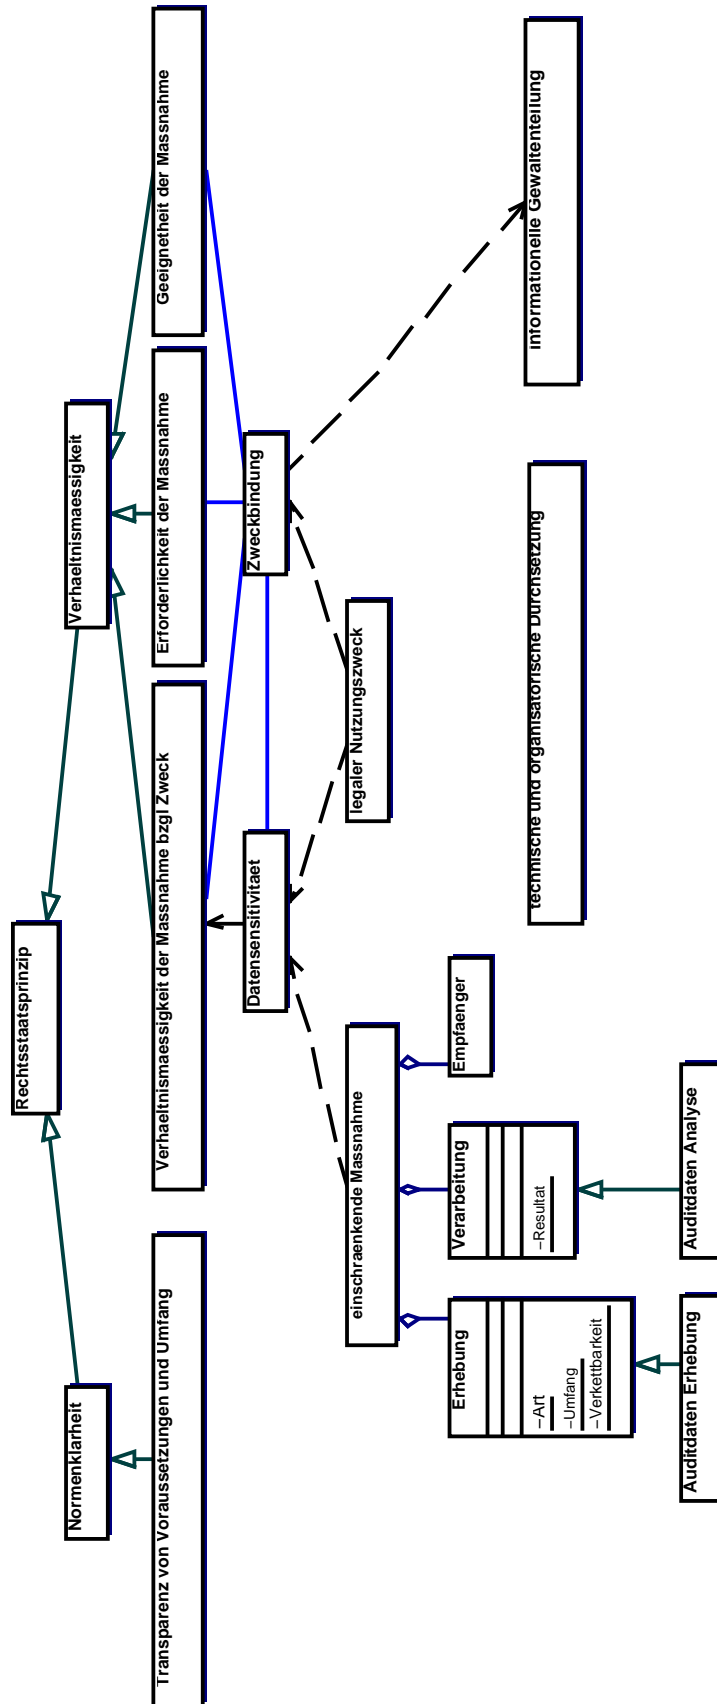 Rechtsstaatsprinzip
Normenklarheit
Verhaeltnismaessigkeit
Transparenz von Voraussetzungen und Umfang
Verhaeltnismaessigkeit der Massnahme bzgl Zweck
Erforderlichkeit der Massnahme
Geeignetheit der Massnahme
Datensensitivitaet
Zweckbindung
einschraenkende Massnahme
legaler Nutzungszweck
Erhebung
–Art
–Umfang
–Verkettbarkeit
Verarbeitung
–Resultat
Empfaenger
technische und organisatorische Durchsetzung
informationelle Gewaltenteilung
Auditdaten Erhebung
Auditdaten Analyse